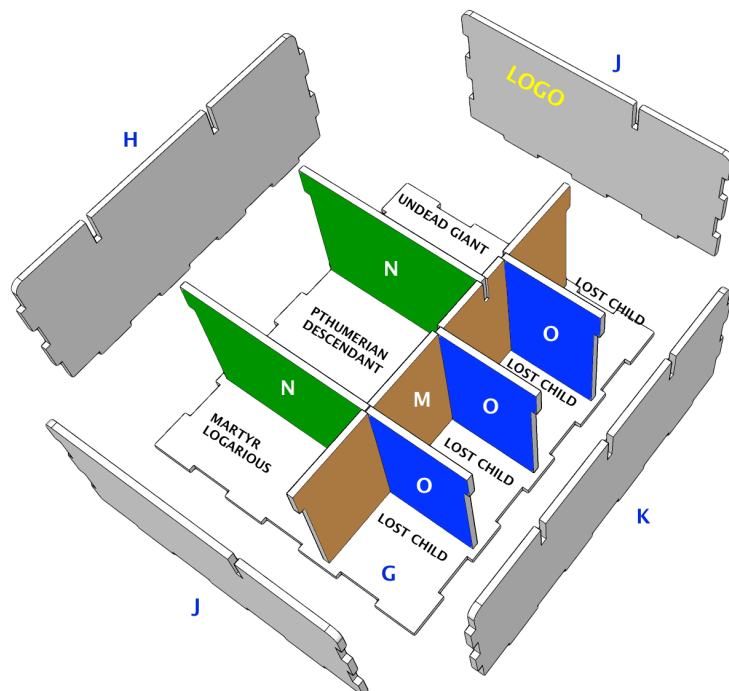 J
LOGO
H
UNDEAD GIANT
N
LOST CHILD
O
PTHUMERIAN
DESCENDANT
LOST CHILD
N
M
O
MARTYR
LOGARIOUS
LOST CHILD
O
K
LOST CHILD
G
J